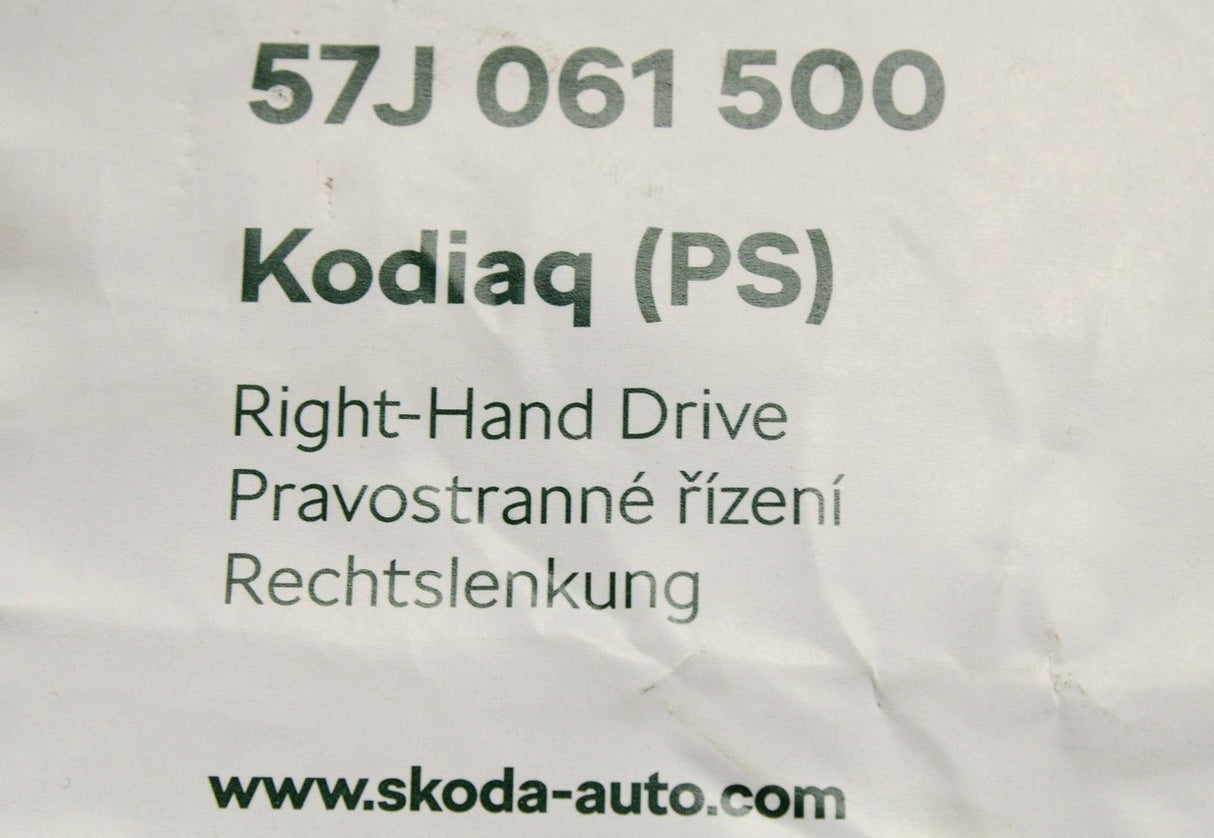 57J 061 500
Kodiaq (PS)
Right-Hand Drive
Pravostranné řízení
Rechtslenkung
www.skoda-auto.com